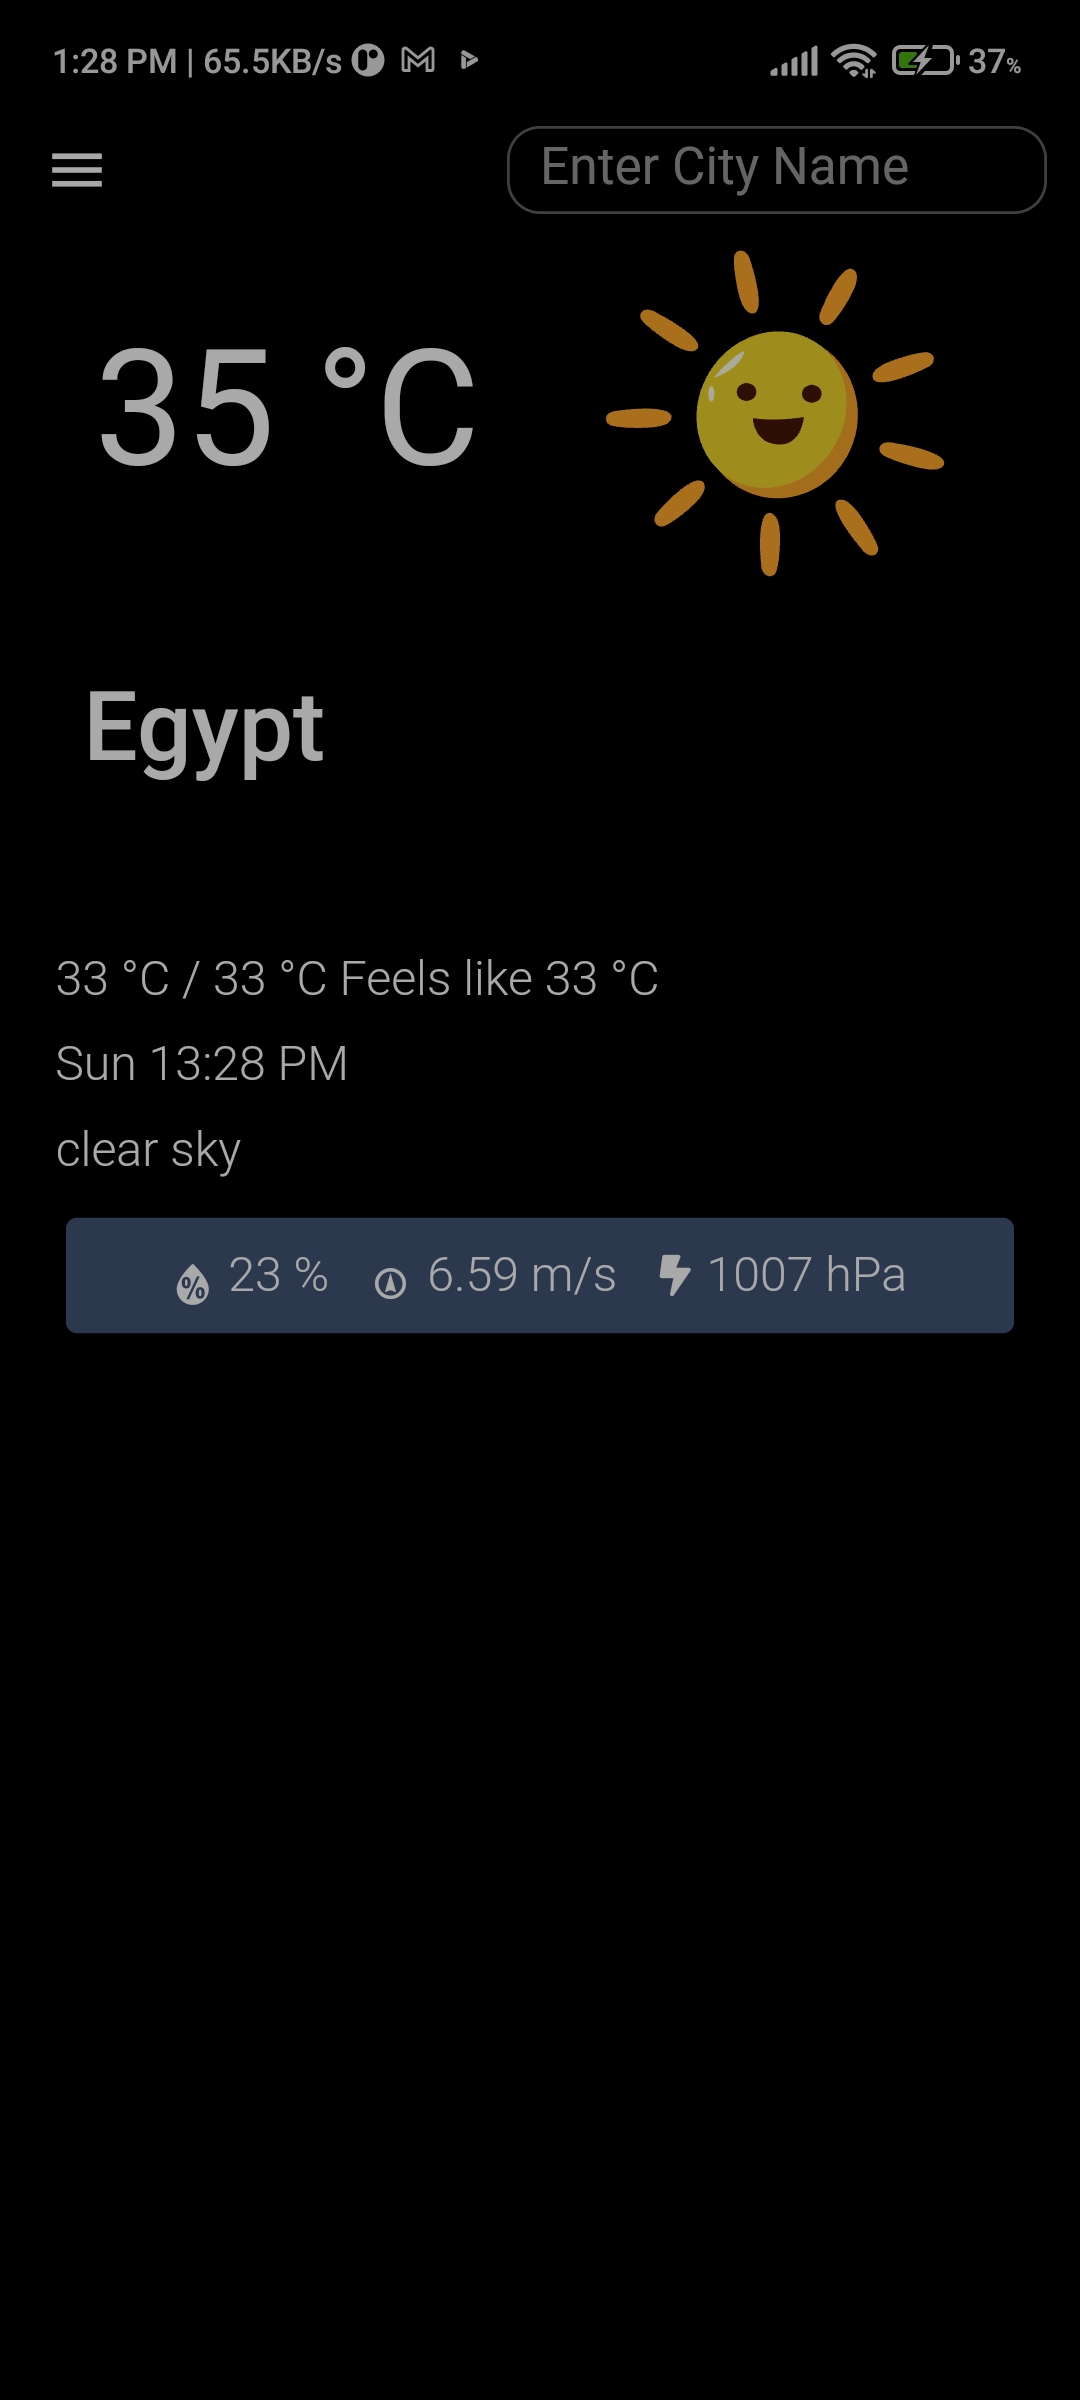 1:28 PM | 65.5KB/s 37%
Enter City Name
35 °C
Egypt
33 °C / 33 °C Feels like 33 °C
Sun 13:28 PM
clear sky
% 23 % 6.59 m/s 1007 hPa